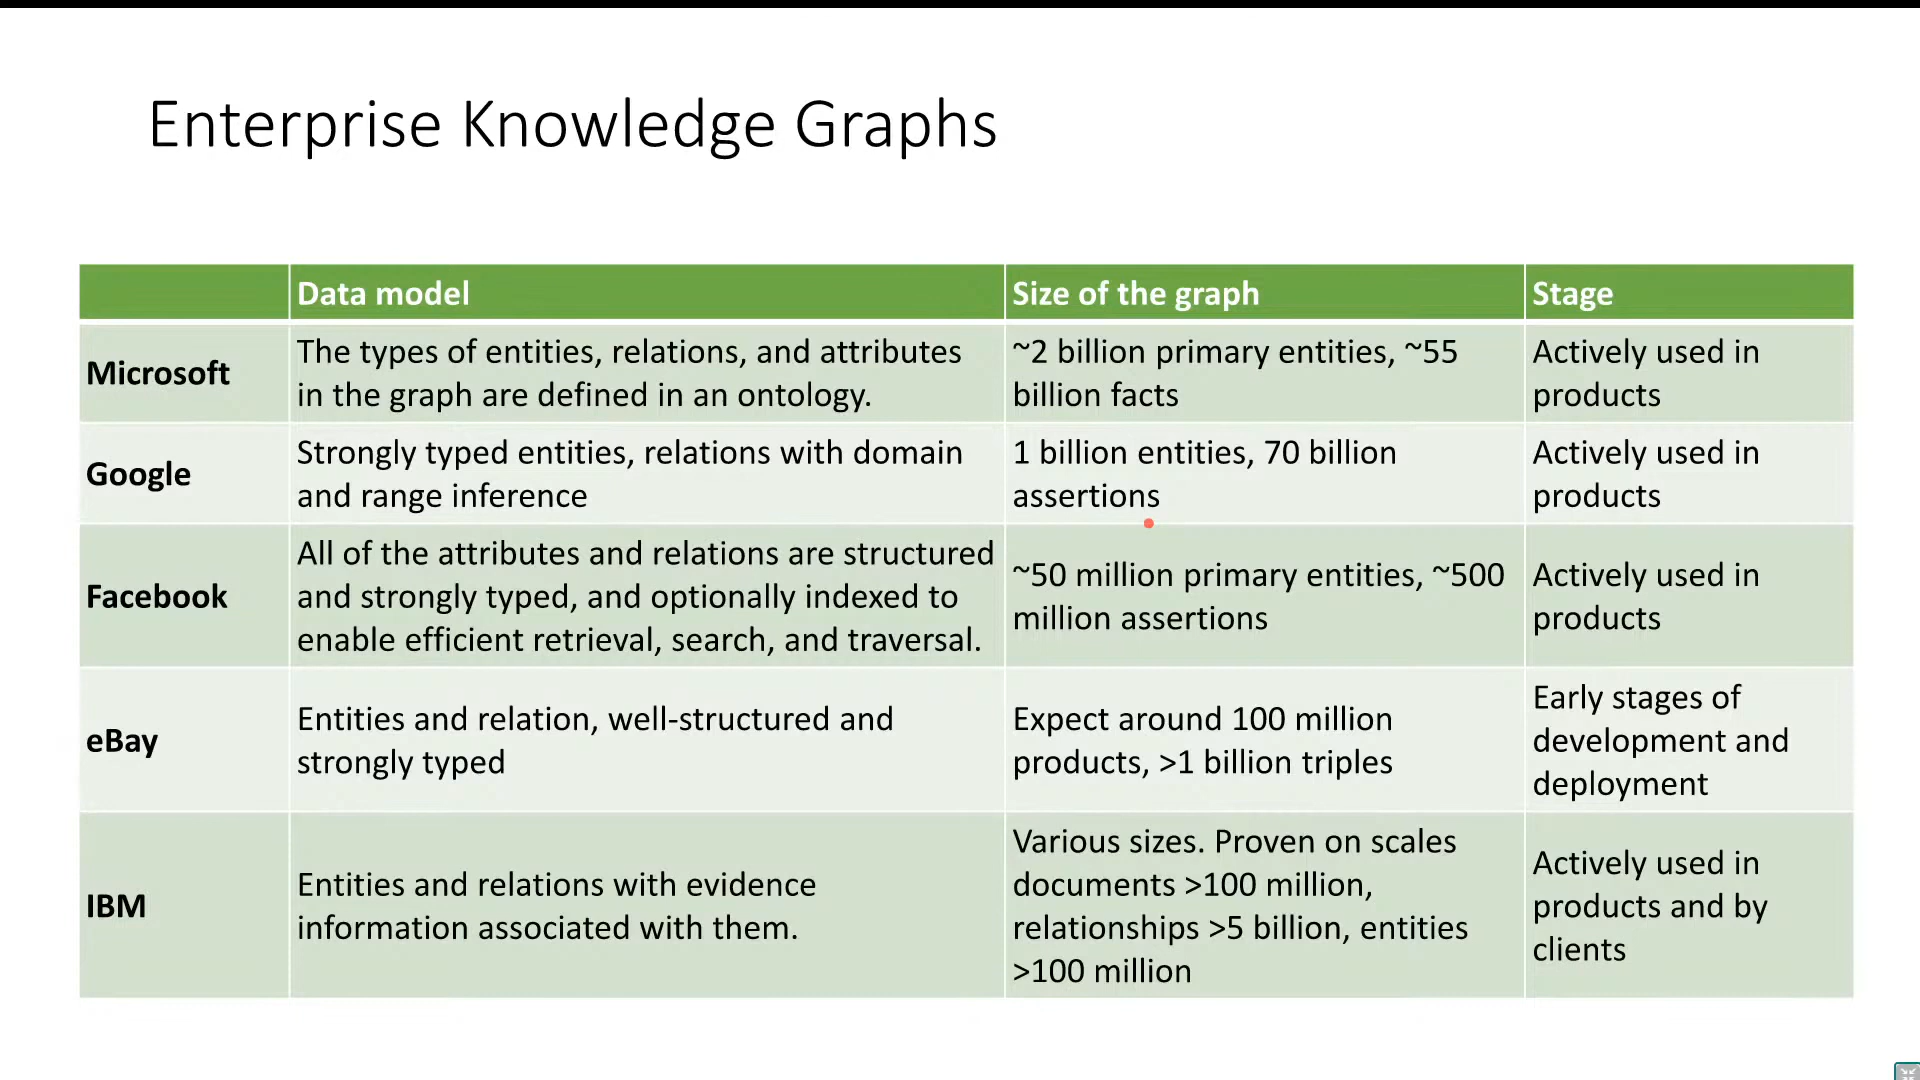 Enterprise Knowledge Graphs
Data model
Size of the graph
Stage
Microsoft
The types of entities, relations, and attributes
in the graph are defined in an ontology.
~2 billion primary entities, ~55
billion facts
Actively used in
products
Google
Strongly typed entities, relations with domain
and range inference
1 billion entities, 70 billion
assertions
Actively used in
products
Facebook
All of the attributes and relations are structured
and strongly typed, and optionally indexed to
enable efficient retrieval, search, and traversal.
~50 million primary entities, ~500
million assertions
Actively used in
products
eBay
Entities and relation, well-structured and
strongly typed
Expect around 100 million
products, >1 billion triples
Early stages of
development and
deployment
IBM
Entities and relations with evidence
information associated with them.
Various sizes. Proven on scales
documents >100 million,
relationships >5 billion, entities
>100 million
Actively used in
products and by
clients